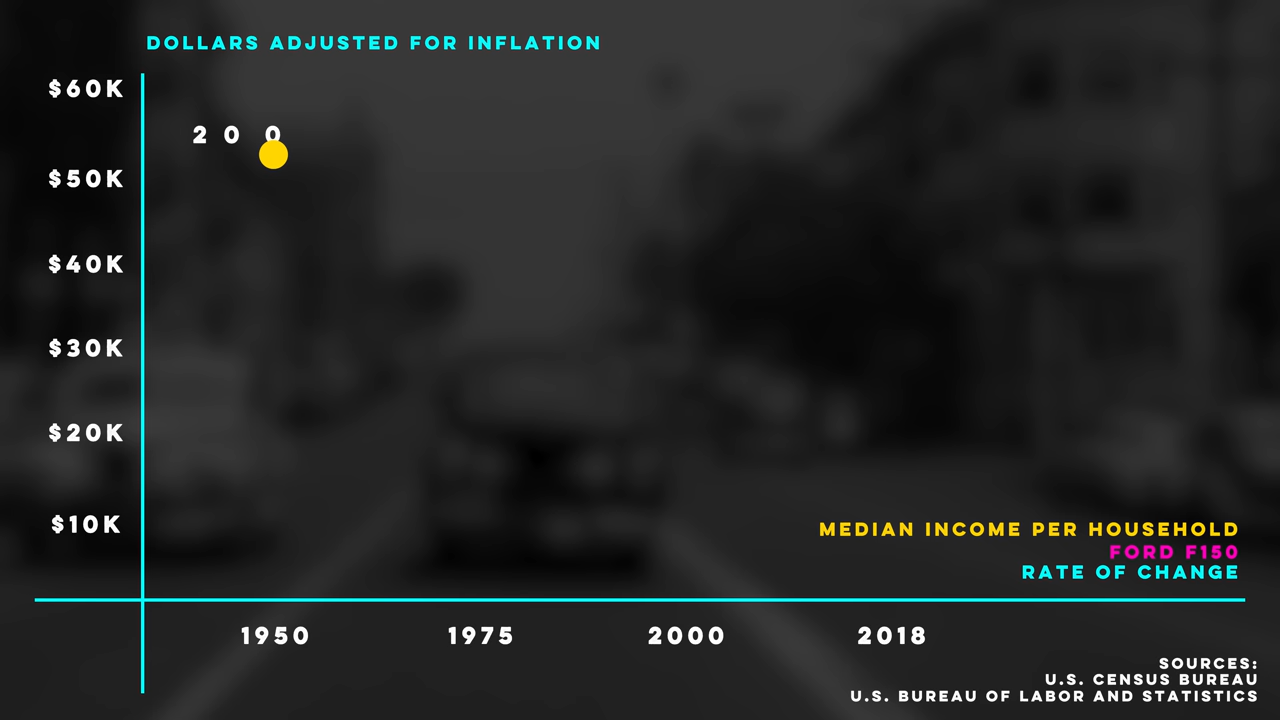 DOLLARS ADJUSTED FOR INFLATION
$60K
2 0 0
$50K
$40K
$30K
$20K
$10K
MEDIAN INCOME PER HOUSEHOLD
FORD F150
RATE OF CHANGE
1950 1975 2000 2018
SOURCES:
U.S. CENSUS BUREAU
U.S. BUREAU OF LABOR AND STATISTICS